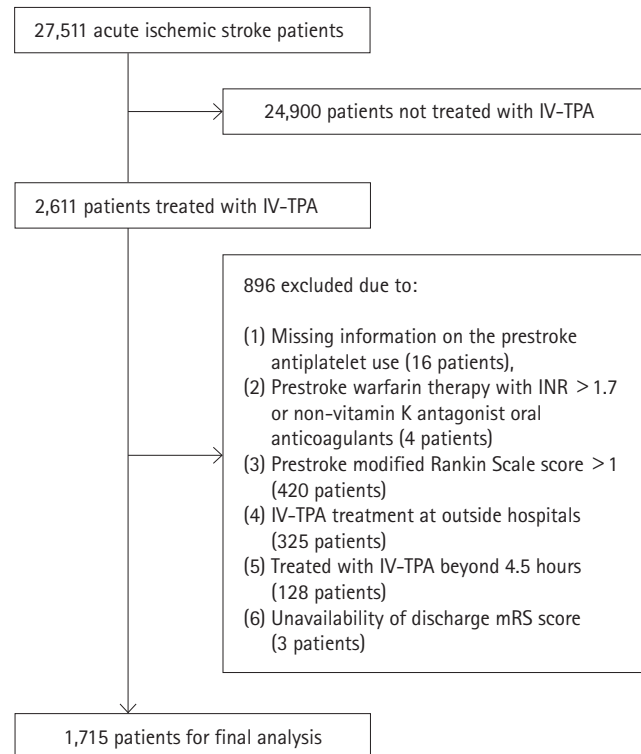 27,511 acute ischemic stroke patients
24,900 patients not treated with IV-TPA
2,611 patients treated with IV-TPA
896 excluded due to:
(1) Missing information on the prestroke
antiplatelet use (16 patients),
(2) Prestroke warfarin therapy with INR >1.7
or non-vitamin K antagonist oral
anticoagulants (4 patients)
(3) Prestroke modified Rankin Scale score >1
(420 patients)
(4) IV-TPA treatment at outside hospitals
(325 patients)
(5) Treated with IV-TPA beyond 4.5 hours
(128 patients)
(6) Unavailability of discharge mRS score
(3 patients)
1,715 patients for final analysis